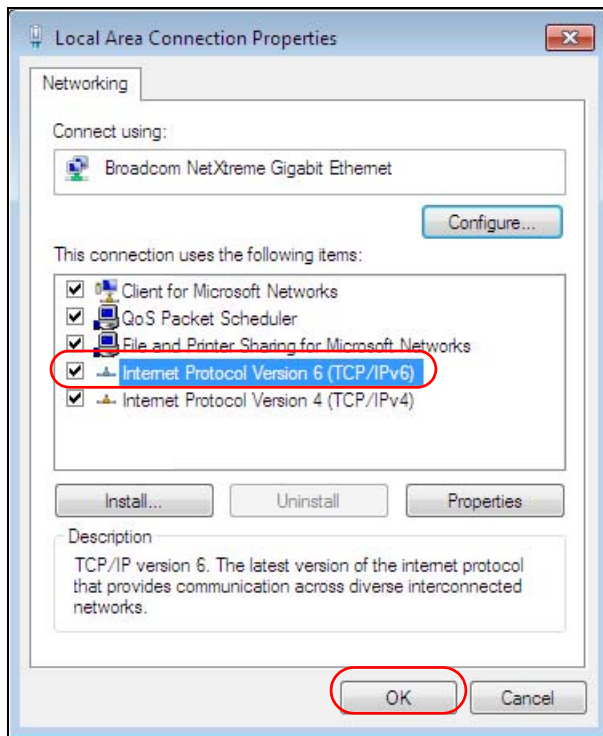 Local Area Connection Properties
Networking
Connect using:
Broadcom NetXtreme Gigabit Ethernet
Configure...
This connection uses the following items:
Client for Microsoft Networks
QoS Packet Scheduler
File and Printer Sharing for Microsoft Networks
Internet Protocol Version 6 (TCP/IPv6)
Internet Protocol Version 4 (TCP/IPv4)
Install... Uninstall Properties
Description
TCP/IP version 6. The latest version of the internet protocol
that provides communication across diverse interconnected
networks.
OK Cancel